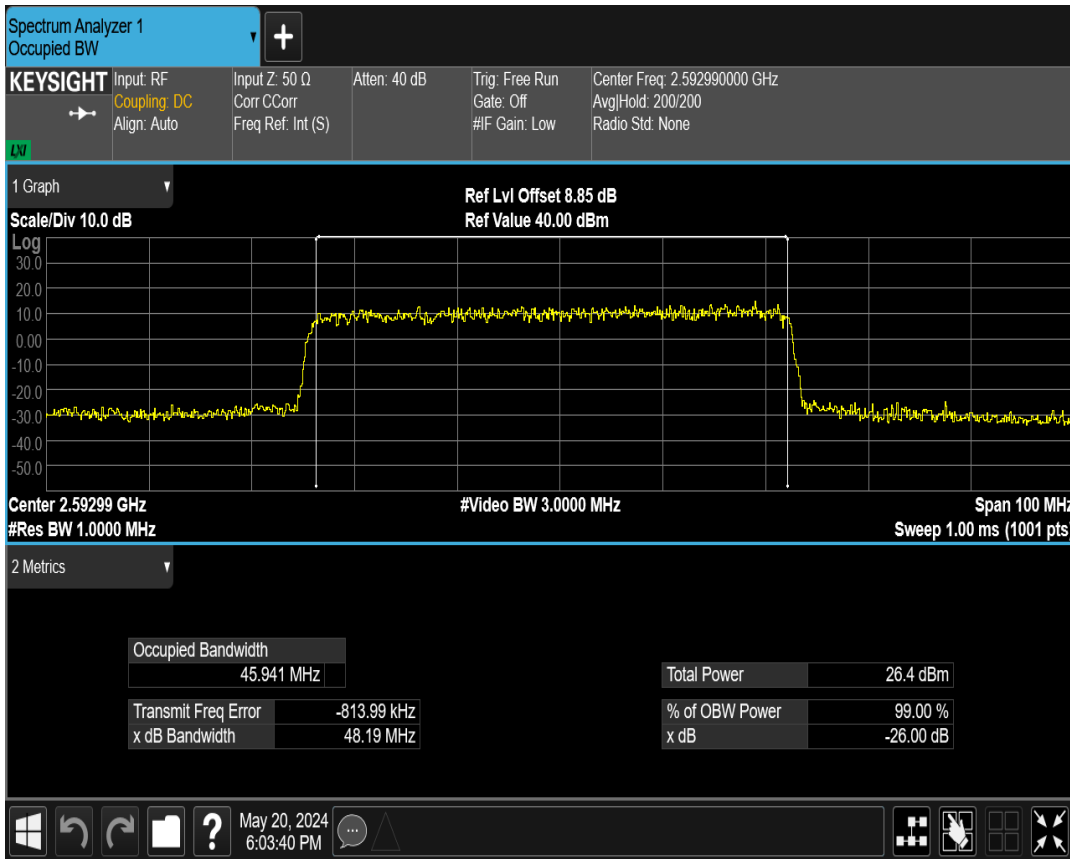 Spectrum Analyzer 1
Occupied BW
▼
+
KEYSIGHT
LXI
Input: RF
Coupling: DC
Align: Auto
Input Z: 50 Ω
Corr CCorr
Freq Ref: Int (S)
Atten: 40 dB
Trig: Free Run
Gate: Off
#IF Gain: Low
Center Freq: 2.592990000 GHz
Avg|Hold: 200/200
Radio Std: None
1 Graph
Scale/Div 10.0 dB
Ref Lvl Offset 8.85 dB
Ref Value 40.00 dBm
Log
30.0
20.0
10.0
0.00
-10.0
-20.0
-30.0
-40.0
-50.0
Center 2.59299 GHz
#Video BW 3.0000 MHz
Span 100 MHz
#Res BW 1.0000 MHz
Sweep 1.00 ms (1001 pts)
2 Metrics
Occupied Bandwidth
45.941 MHz
Total Power 26.4 dBm
Transmit Freq Error -813.99 kHz
% of OBW Power 99.00 %
x dB Bandwidth 48.19 MHz
x dB -26.00 dB
?
May 20, 2024
6:03:40 PM